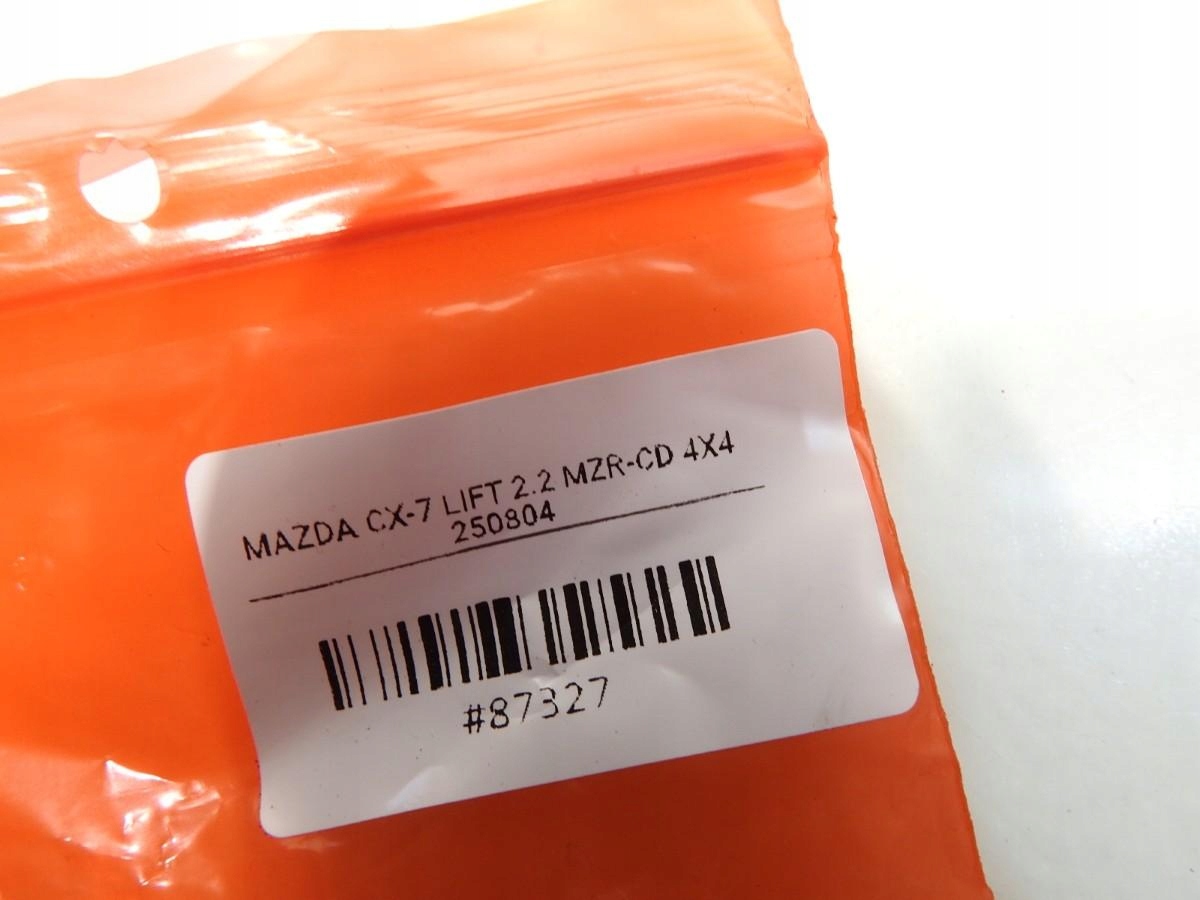 MAZDA CX-7 LIFT 2.2 MZR-CD 4X4
250804
#87327